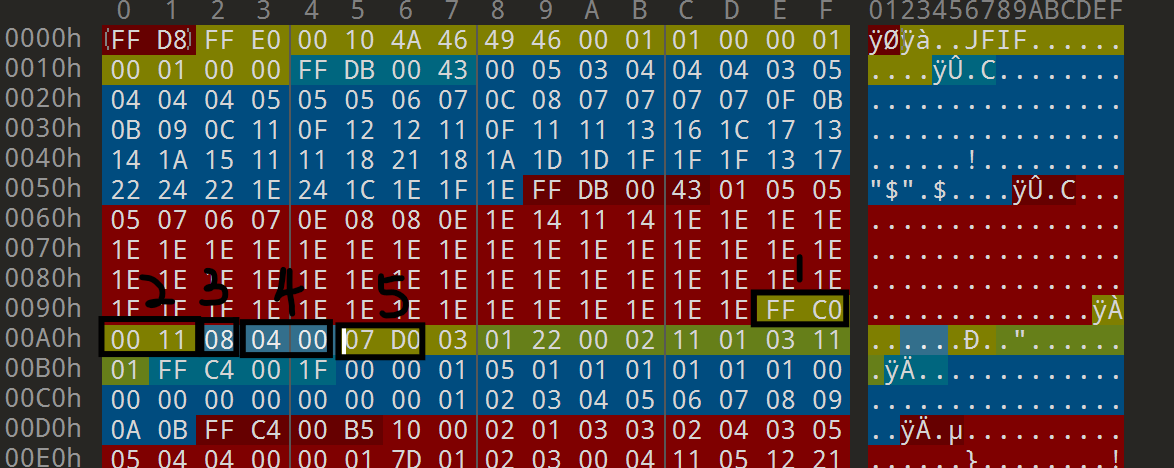 0 1 2 3 4 5 6 7 8 9 A B C D E F 0123456789ABCDEF
0000h FF D8 FF E0 00 10 4A 46 49 46 00 01 01 00 00 01 ÿØÿà..JFIF......
0010h 00 01 00 00 FF DB 00 43 00 05 03 04 04 04 03 05 ....ÿÛ.C........
0020h 04 04 04 05 05 05 06 07 0C 08 07 07 07 07 0F 0B ................
0030h 0B 09 0C 11 0F 12 12 11 0F 11 11 13 16 1C 17 13 ................
0040h 14 1A 15 11 11 18 21 18 1A 1D 1D 1F 1F 1F 13 17 ......!.........
0050h 22 24 22 1E 24 1C 1E 1F 1E FF DB 00 43 01 05 05 "$".$....ÿÛ.C...
0060h 05 07 06 07 0E 08 08 0E 1E 14 11 14 1E 1E 1E 1E ................
0070h 1E 1E 1E 1E 1E 1E 1E 1E 1E 1E 1E 1E 1E 1E 1E 1E ................
0080h 1E 1E 1E 1E 1E 1E 1E 1E 1E 1E 1E 1E 1E 1E 1E 1E ................
2 3 4 5 1
0090h 1E 1E 1E 1E 1E 1E 1E 1E 1E 1E 1E 1E 1E 1E FF C0 ..............ÿÀ
00A0h 00 11 08 04 00 07 D0 03 01 22 00 02 11 01 03 11 ......Ð.."......
00B0h 01 FF C4 00 1F 00 00 01 05 01 01 01 01 01 01 00 .ÿÄ.............
00C0h 00 00 00 00 00 00 00 01 02 03 04 05 06 07 08 09 ................
00D0h 0A 0B FF C4 00 B5 10 00 02 01 03 03 02 04 03 05 ..ÿÄ.µ..........
00E0h 05 04 04 00 00 01 7D 01 02 03 00 04 11 05 12 21 ......}........!